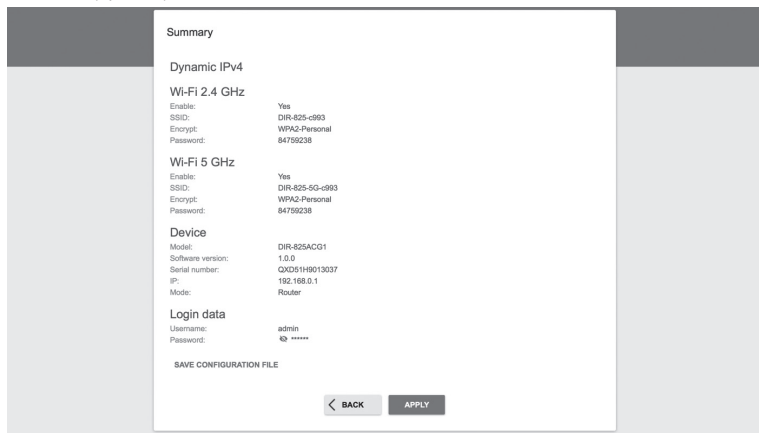 Summary
Dynamic IPv4
Wi-Fi 2.4 GHz
Enable: Yes
SSID: DIR-825-c993
Encrypt: WPA2-Personal
Password: 84759238
Wi-Fi 5 GHz
Enable: Yes
SSID: DIR-825-5G-c993
Encrypt: WPA2-Personal
Password: 84759238
Device
Model: DIR-825ACG1
Software version: 1.0.0
Serial number: QXD51H9013037
IP: 192.168.0.1
Mode: Router
Login data
Username: admin
Password: ******
SAVE CONFIGURATION FILE
BACK APPLY